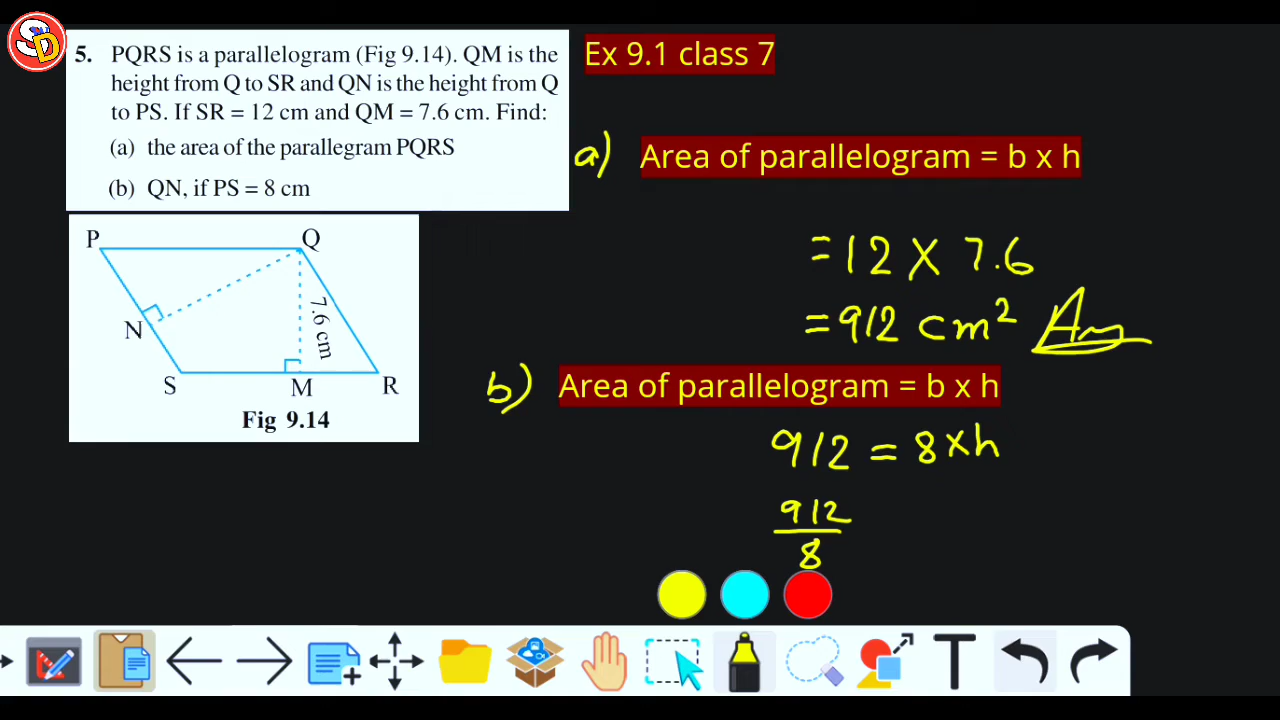 SD
5. PQRS is a parallelogram (Fig 9.14). QM is the
height from Q to SR and QN is the height from Q
to PS. If SR = 12 cm and QM = 7.6 cm. Find:
(a) the area of the parallegram PQRS
(b) QN, if PS = 8 cm
Ex 9.1 class 7
a) Area of parallelogram = b x h
= 12 X 7.6
= 912 cm² Ans
P Q
7.6 cm
N
S M R
Fig 9.14
b) Area of parallelogram = b x h
912 = 8 x h
912
8
T